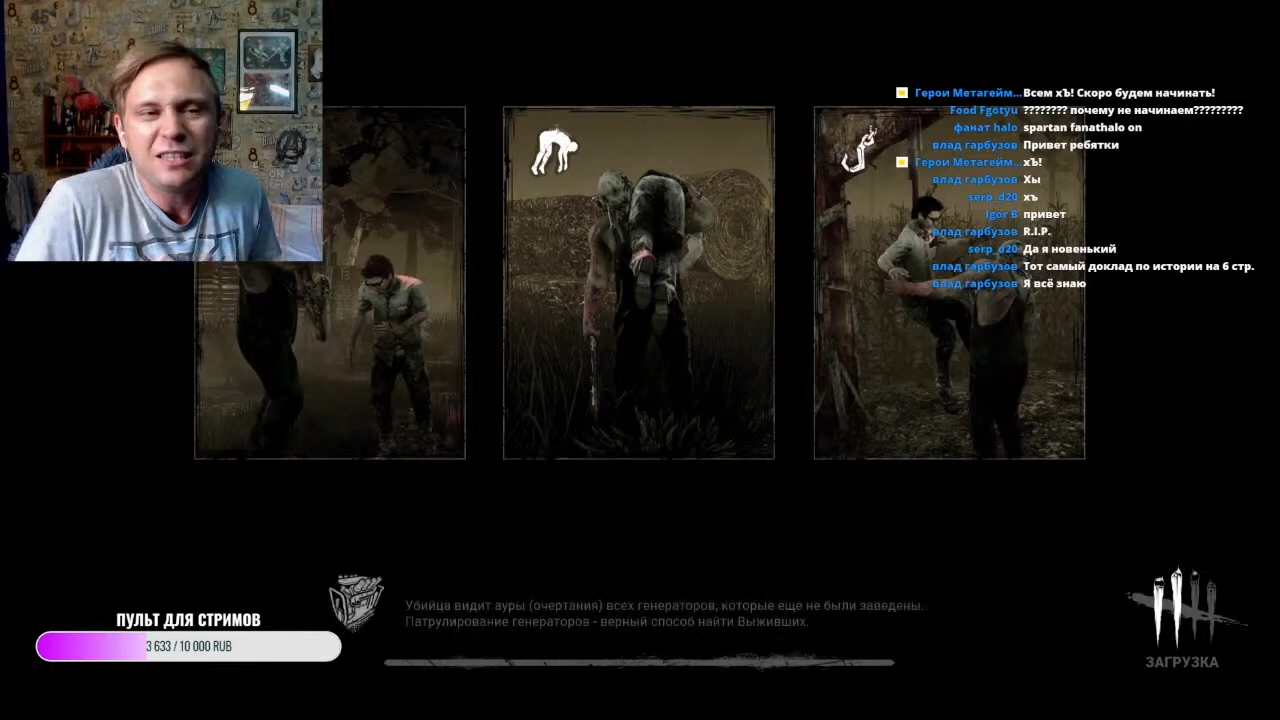 Герои Метагейм... Всем хЪ! Скоро будем начинать!
Food Fgotyu ???????? почему не начинаем?????????
фанат halo spartan fanathalo on
влад гарбузов Привет ребятки
Герои Метагейм... хЪ!
влад гарбузов Хы
serp_d20 хъ
Igor B привет
влад гарбузов R.I.P.
serp_d20 Да я новенький
влад гарбузов Тот самый доклад по истории на 6 стр.
влад гарбузов Я всё знаю
Убийца видит ауры (очертания) всех генераторов, которые еще не были заведены.
Патрулирование генераторов - верный способ найти Выживших.
ПУЛЬТ ДЛЯ СТРИМОВ
3 633 / 10 000 RUB
ЗАГРУЗКА